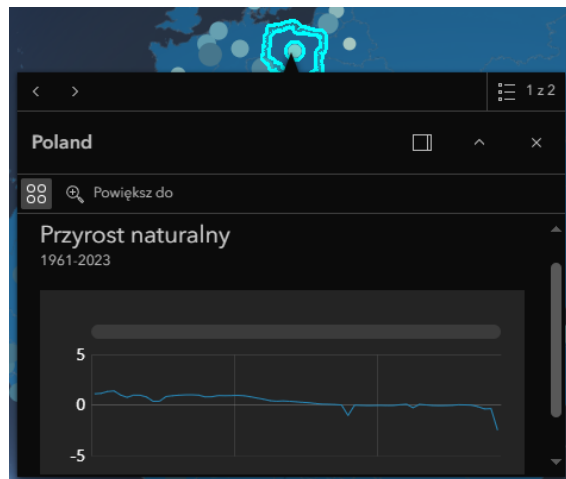 1 z 2
Poland
Powiększ do
Przyrost naturalny
1961-2023
5
0
-5